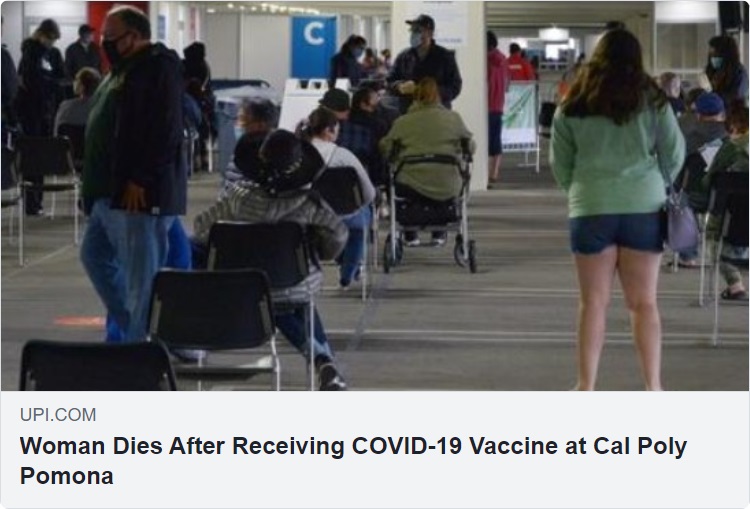 C
UPI.COM
Woman Dies After Receiving COVID-19 Vaccine at Cal Poly
Pomona